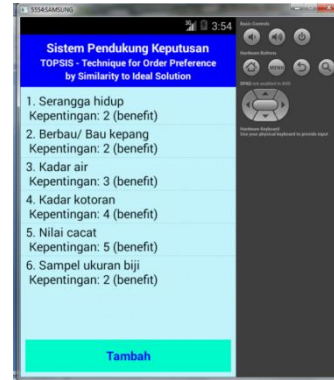 5554:SAMSUNG
3:54
Sistem Pendukung Keputusan
TOPSIS - Technique for Order Preference
by Similarity to Ideal Solution
1. Serangga hidup
Kepentingan: 2 (benefit)
2. Berbau/ Bau kepang
Kepentingan: 2 (benefit)
3. Kadar air
Kepentingan: 3 (benefit)
4. Kadar kotoran
Kepentingan: 4 (benefit)
5. Nilai cacat
Kepentingan: 5 (benefit)
6. Sampel ukuran biji
Kepentingan: 2 (benefit)
Tambah
Basic Controls
Hardware Buttons
MENU
DPAD not enabled in AVD
Hardware Keyboard
Use your physical keyboard to provide input